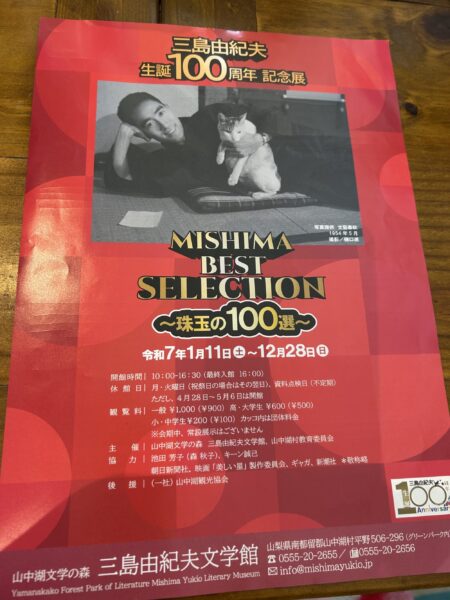 三島由紀夫
生誕100周年 記念展
写真提供 文藝春秋
1954年5月
撮影／樋口進
MISHIMA
BEST
SELECTION
～珠玉の100選～
令和7年1月11日土～12月28日日
開館時間 10:00-16:30（最終入館 16:00）
休館日 月・火曜日（祝祭日の場合はその翌日）、資料点検日（不定期）
ただし、4月28日～5月6日は開館
観覧料 一般 ¥1,000（¥900） 高・大学生 ¥600（¥500）
小・中学生 ¥200（¥100） カッコ内は団体料金
※会期中、常設展示はございません
主催 山中湖文学の森 三島由紀夫文学館、山中湖村教育委員会
協力 池田 芳子（森 秋子）、キーン誠己
朝日新聞社、映画「美しい星」製作委員会、ギャガ、新潮社 ＊敬称略
後援 （一社）山中湖観光協会
三島由紀夫
100
Anniversary
山中湖文学の森 三島由紀夫文学館
Yamanakako Forest Park of Literature Mishima Yukio Literary Museum
山梨県南都留郡山中湖村平野506-296（グリーンパーク内
0555-20-2655／0555-20-2656
info@mishimayukio.jp